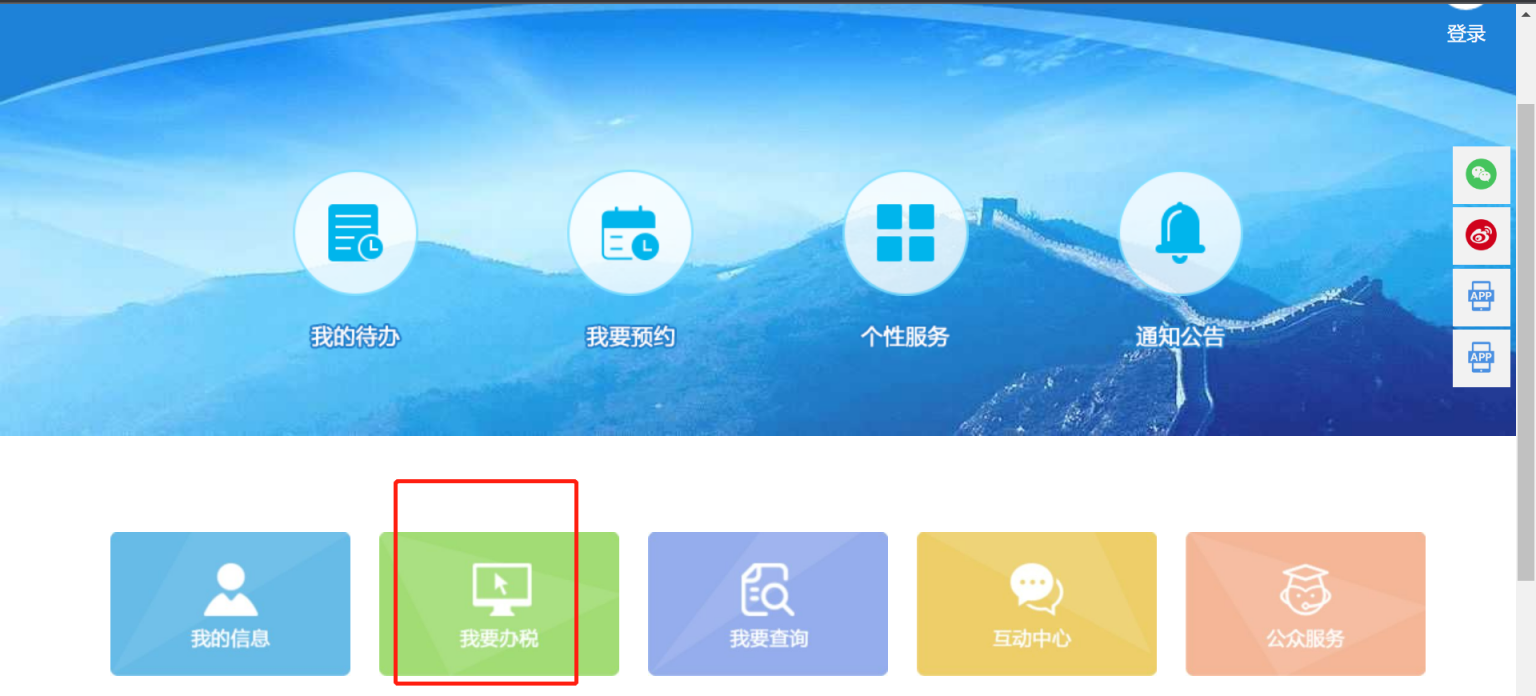 登录
APP
APP
我的待办
我要预约
个性服务
通知公告
我的信息
我要办税
我要查询
互动中心
公众服务